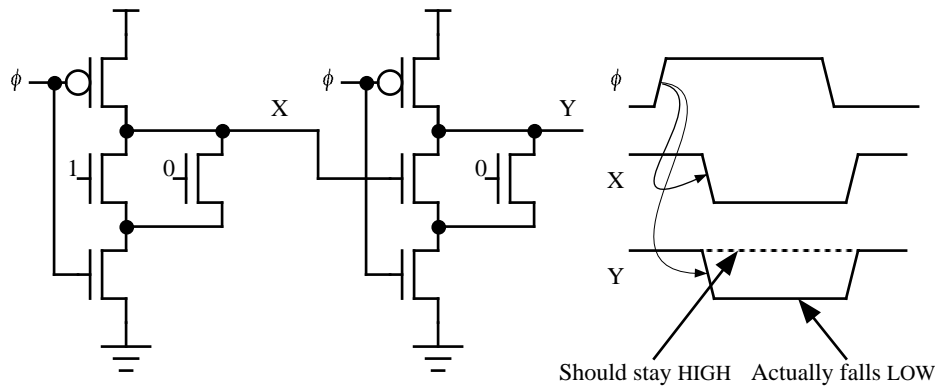 ϕ
X
ϕ
Y
1
0
0
ϕ
X
Y
Should stay HIGH
Actually falls LOW